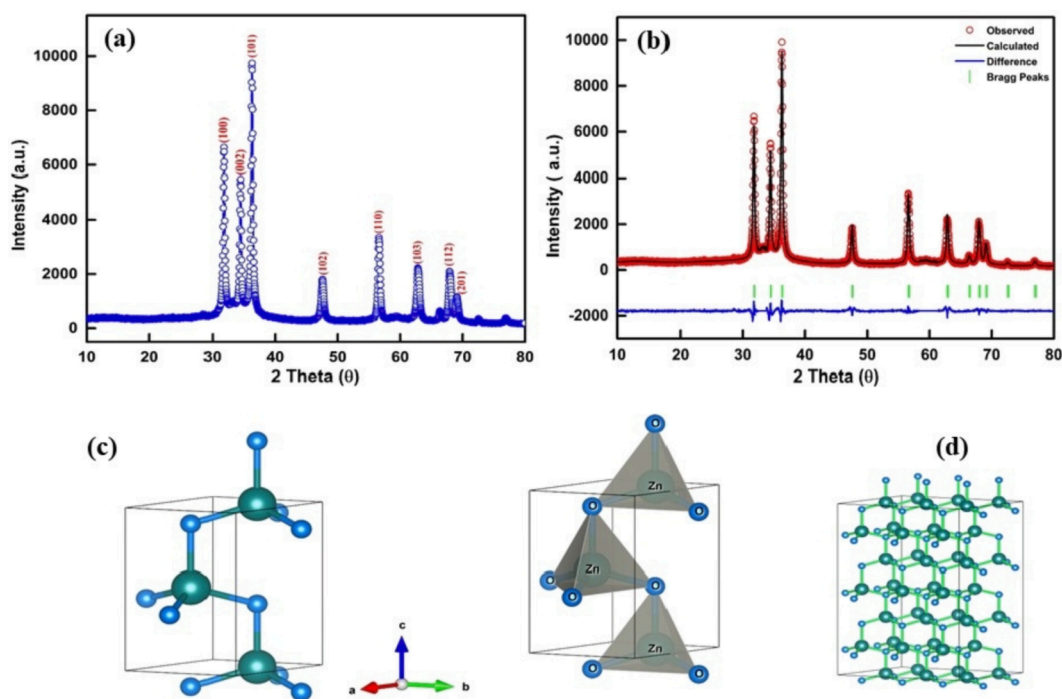 (a)
10000
8000
6000
4000
2000
0
Intensity (a.u.)
(100)
(002)
(101)
(102)
(110)
(103)
(112)
(201)
10 20 30 40 50 60 70 80
2 Theta (θ)
(b)
Observed
Calculated
Difference
Bragg Peaks
10000
8000
6000
4000
2000
0
-2000
Intensity ( a.u.)
10 20 30 40 50 60 70 80
2 Theta (θ)
(c)
c
a
b
O
Zn
O
O
O
Zn
O
O
O
Zn
O
O
(d)